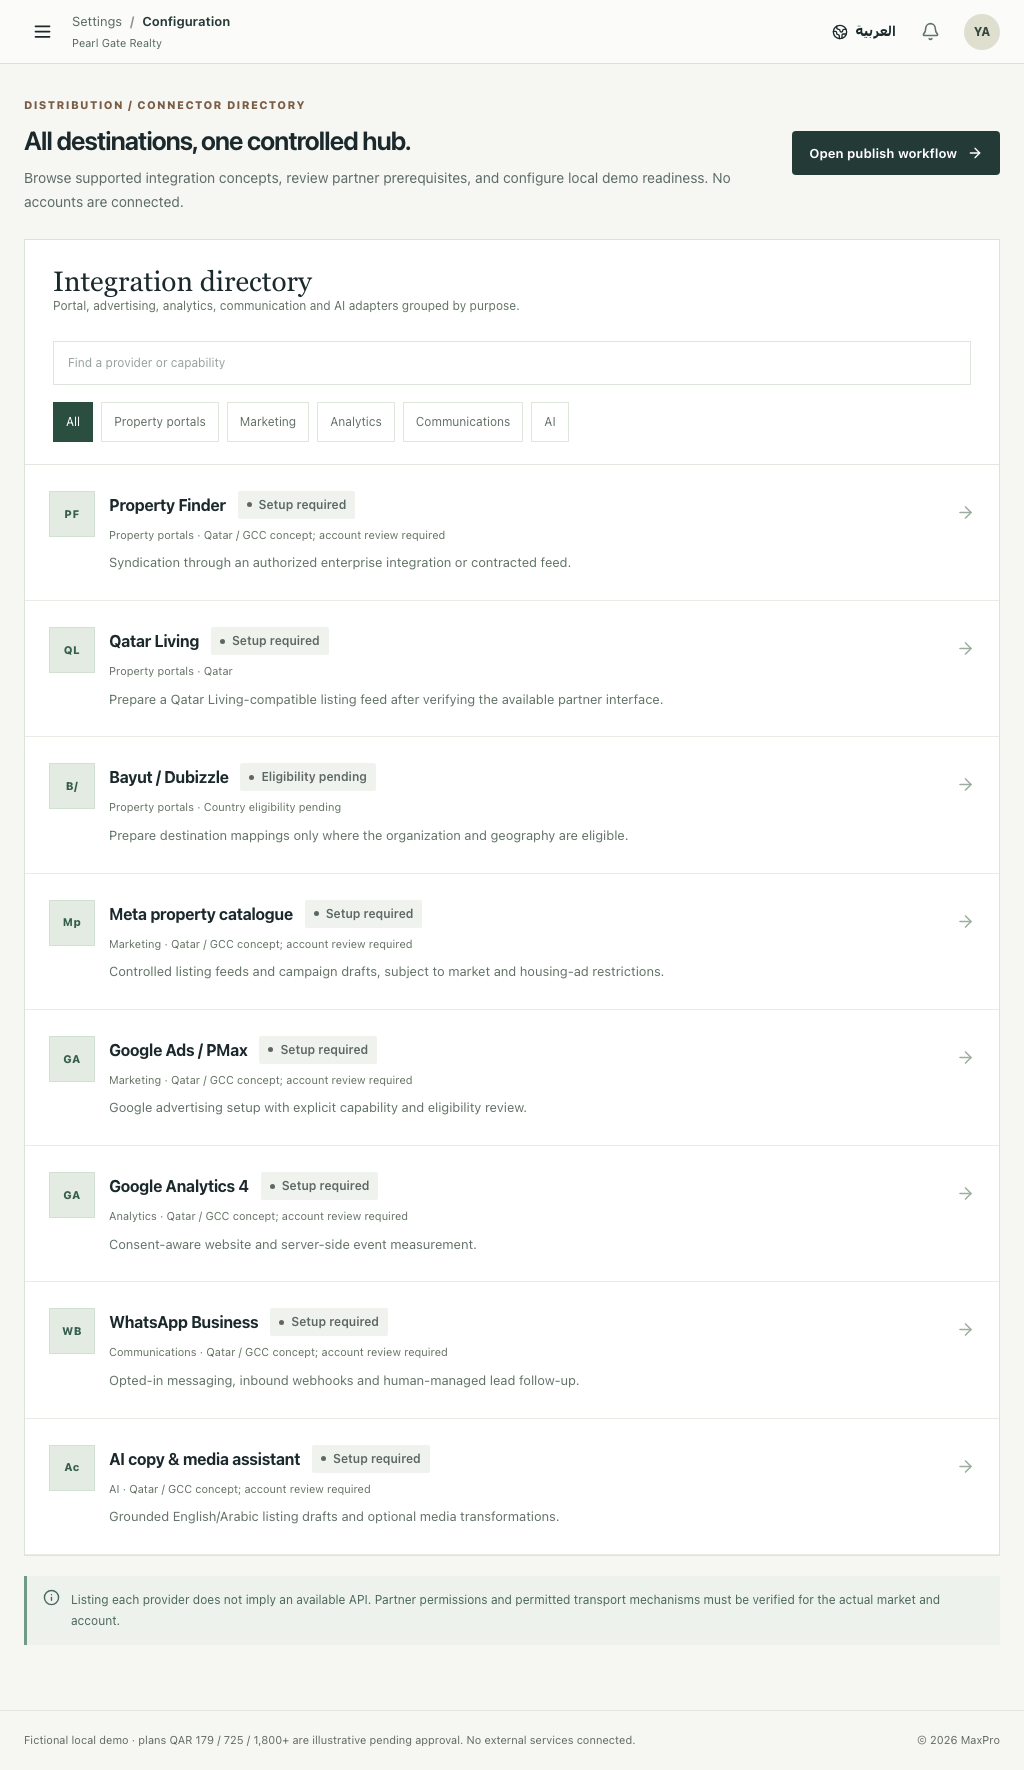 Settings / Configuration
Pearl Gate Realty
العربية
YA
DISTRIBUTION / CONNECTOR DIRECTORY
All destinations, one controlled hub.
Open publish workflow
Browse supported integration concepts, review partner prerequisites, and configure local demo readiness. No
accounts are connected.
Integration directory
Portal, advertising, analytics, communication and AI adapters grouped by purpose.
Find a provider or capability
All
Property portals
Marketing
Analytics
Communications
AI
PF
Property Finder
Setup required
Property portals · Qatar / GCC concept; account review required
Syndication through an authorized enterprise integration or contracted feed.
QL
Qatar Living
Setup required
Property portals · Qatar
Prepare a Qatar Living-compatible listing feed after verifying the available partner interface.
B/
Bayut / Dubizzle
Eligibility pending
Property portals · Country eligibility pending
Prepare destination mappings only where the organization and geography are eligible.
Mp
Meta property catalogue
Setup required
Marketing · Qatar / GCC concept; account review required
Controlled listing feeds and campaign drafts, subject to market and housing-ad restrictions.
GA
Google Ads / PMax
Setup required
Marketing · Qatar / GCC concept; account review required
Google advertising setup with explicit capability and eligibility review.
GA
Google Analytics 4
Setup required
Analytics · Qatar / GCC concept; account review required
Consent-aware website and server-side event measurement.
WB
WhatsApp Business
Setup required
Communications · Qatar / GCC concept; account review required
Opted-in messaging, inbound webhooks and human-managed lead follow-up.
Ac
AI copy & media assistant
Setup required
AI · Qatar / GCC concept; account review required
Grounded English/Arabic listing drafts and optional media transformations.
Listing each provider does not imply an available API. Partner permissions and permitted transport mechanisms must be verified for the actual market and
account.
Fictional local demo · plans QAR 179 / 725 / 1,800+ are illustrative pending approval. No external services connected.
© 2026 MaxPro